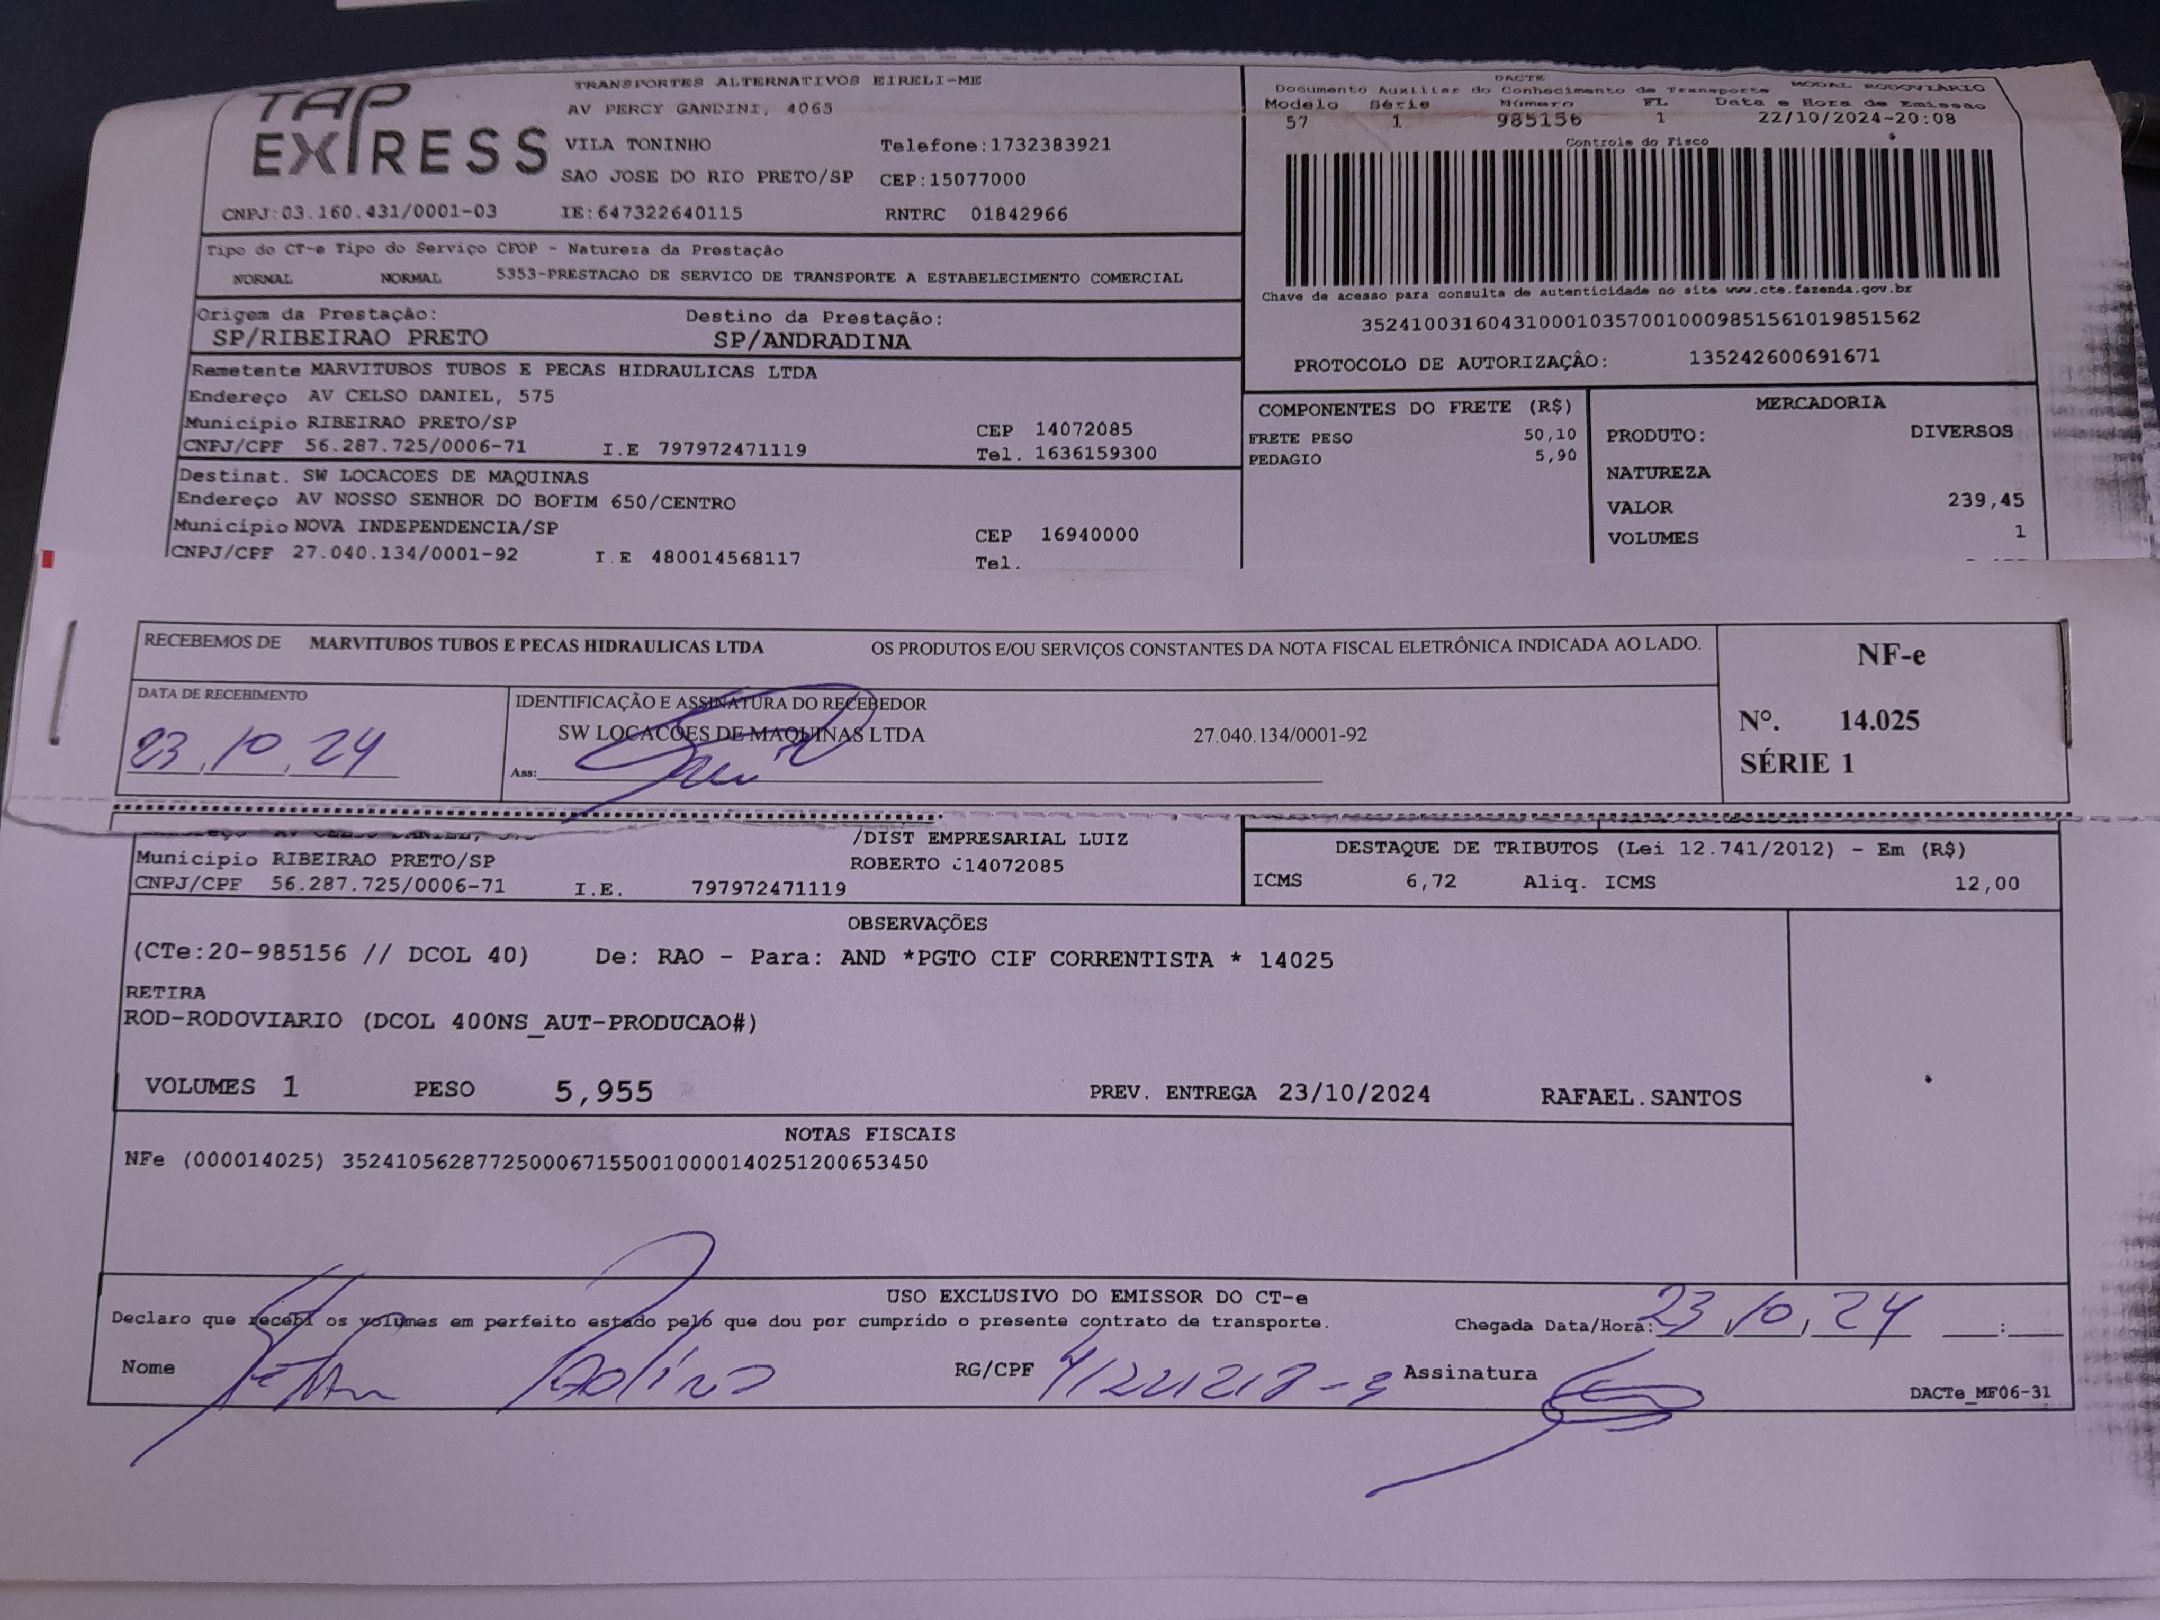 TAP EXPRESS
TRANSPORTES ALTERNATIVOS EIRELI-ME
AV PERCY GANDINI, 4065
VILA TONINHO Telefone:1732383921
SAO JOSE DO RIO PRETO/SP CEP:15077000
CNPJ:03.160.431/0001-03 IE:647322640115 RNTRC 01842966
DACTE MODAL RODOVIÁRIO
Documento Auxiliar do Conhecimento de Transporte
Modelo Série Número FL Data e Hora de Emissão
57 1 985156 1 22/10/2024-20:08
Controle do Fisco
Chave de acesso para consulta de autenticidade no site www.cte.fazenda.gov.br
35241003160431000103570010009851561019851562
PROTOCOLO DE AUTORIZAÇÂO: 135242600691671
Tipo do CT-e Tipo do Serviço CFOP - Natureza da Prestação
NORMAL NORMAL 5353-PRESTACAO DE SERVICO DE TRANSPORTE A ESTABELECIMENTO COMERCIAL
Origem da Prestação: Destino da Prestação:
SP/RIBEIRAO PRETO SP/ANDRADINA
Remetente MARVITUBOS TUBOS E PECAS HIDRAULICAS LTDA
Endereço AV CELSO DANIEL, 575
Município RIBEIRAO PRETO/SP CEP 14072085
CNPJ/CPF 56.287.725/0006-71 I.E 797972471119 Tel. 1636159300
Destinat. SW LOCACOES DE MAQUINAS
Endereço AV NOSSO SENHOR DO BOFIM 650/CENTRO
Município NOVA INDEPENDENCIA/SP CEP 16940000
CNPJ/CPF 27.040.134/0001-92 I.E 480014568117 Tel.
COMPONENTES DO FRETE (R$)
FRETE PESO 50,10
PEDAGIO 5,90
MERCADORIA
PRODUTO: DIVERSOS
NATUREZA
VALOR 239,45
VOLUMES 1
RECEBEMOS DE MARVITUBOS TUBOS E PECAS HIDRAULICAS LTDA OS PRODUTOS E/OU SERVIÇOS CONSTANTES DA NOTA FISCAL ELETRÔNICA INDICADA AO LADO.
NF-e
Nº. 14.025
SÉRIE 1
DATA DE RECEBIMENTO
23.10.24
IDENTIFICAÇÃO E ASSINATURA DO RECEBEDOR
SW LOCACOES DE MAQUINAS LTDA 27.040.134/0001-92
Ass:
AV CELSO DANIEL, /DIST EMPRESARIAL LUIZ
Município RIBEIRAO PRETO/SP ROBERTO 14072085
CNPJ/CPF 56.287.725/0006-71 I.E. 797972471119
DESTAQUE DE TRIBUTOS (Lei 12.741/2012) - Em (R$)
ICMS 6,72 Aliq. ICMS 12,00
OBSERVAÇÕES
(CTe:20-985156 // DCOL 40) De: RAO - Para: AND *PGTO CIF CORRENTISTA * 14025
RETIRA
ROD-RODOVIARIO (DCOL 400NS_AUT-PRODUCAO#)
VOLUMES 1 PESO 5,955 PREV. ENTREGA 23/10/2024 RAFAEL.SANTOS
NOTAS FISCAIS
NFe (000014025) 35241056287725000671550010000140251200653450
USO EXCLUSIVO DO EMISSOR DO CT-e
Declaro que recebi os volumes em perfeito estado pelo que dou por cumprido o presente contrato de transporte. Chegada Data/Hora: 23.10.24 :
Nome RG/CPF Assinatura
DACTe_MF06-31